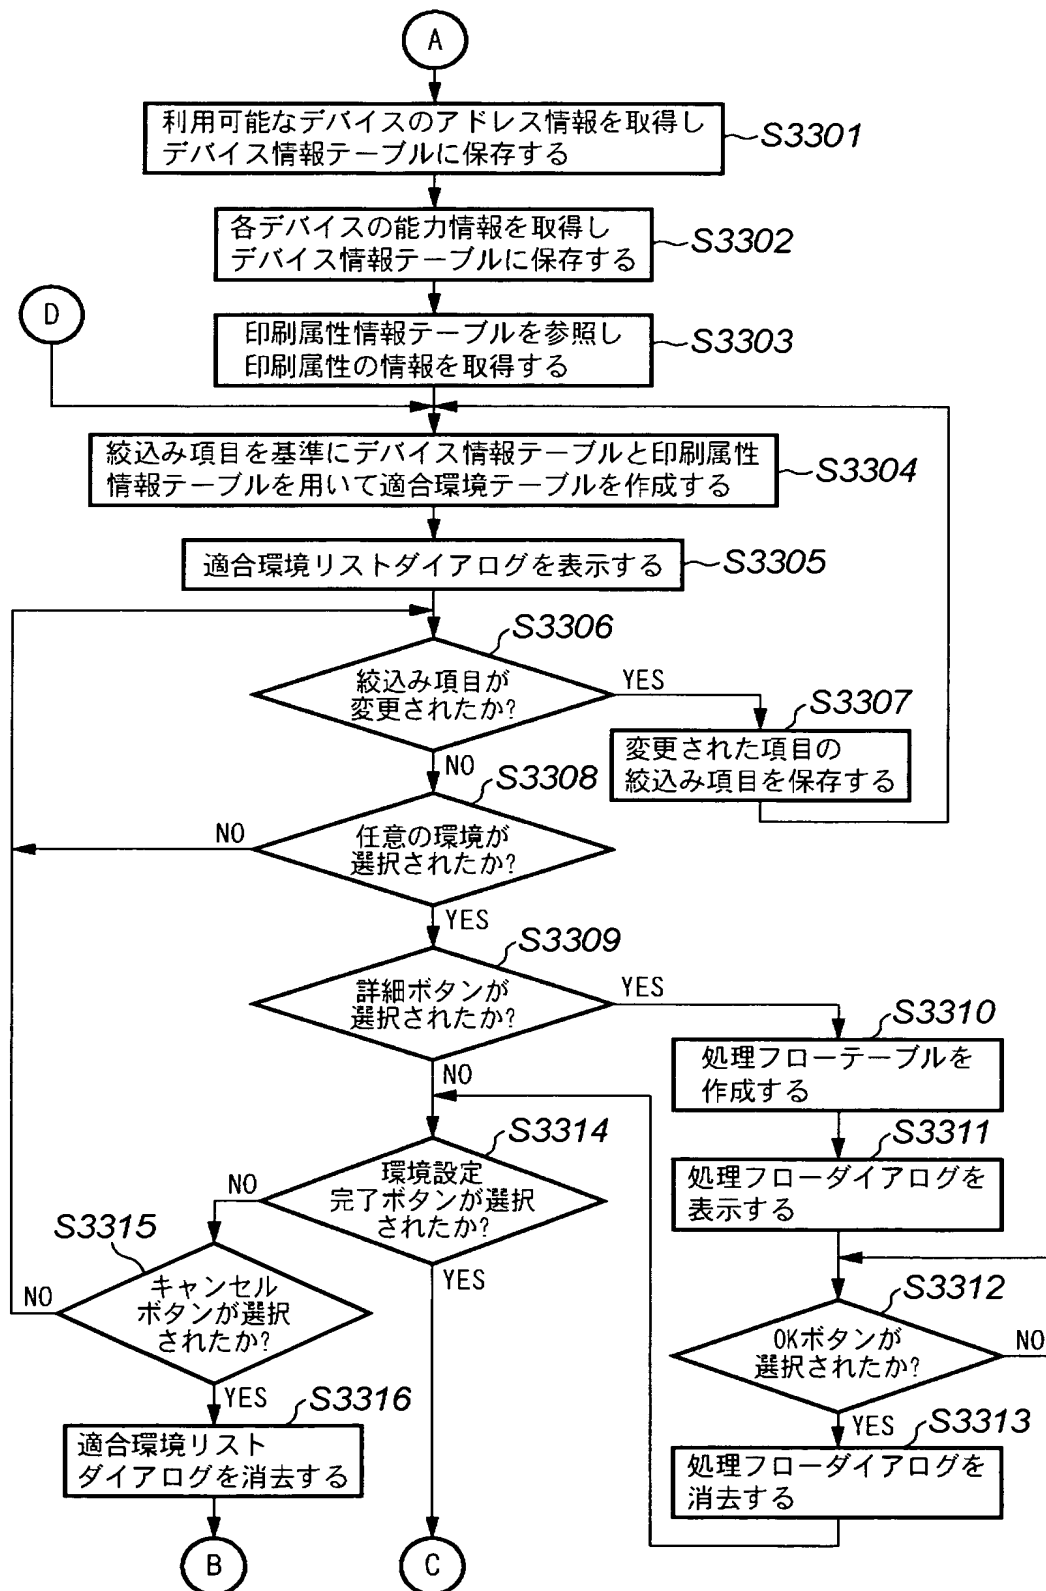 A
利用可能なデバイスのアドレス情報を取得し
デバイス情報テーブルに保存する
S3301
各デバイスの能力情報を取得し
デバイス情報テーブルに保存する
S3302
D
印刷属性情報テーブルを参照し
印刷属性の情報を取得する
S3303
絞込み項目を基準にデバイス情報テーブルと印刷属性
情報テーブルを用いて適合環境テーブルを作成する
S3304
適合環境リストダイアログを表示する
S3305
S3306
絞込み項目が
変更されたか?
YES
NO
S3307
変更された項目の
絞込み項目を保存する
S3308
任意の環境が
選択されたか?
NO
YES
S3309
詳細ボタンが
選択されたか?
YES
NO
S3310
処理フローテーブルを
作成する
S3311
処理フローダイアログを
表示する
S3312
OKボタンが
選択されたか?
NO
YES
S3313
処理フローダイアログを
消去する
S3314
環境設定
完了ボタンが選択
されたか?
NO
YES
S3315
キャンセル
ボタンが選択
されたか?
NO
YES
S3316
適合環境リスト
ダイアログを消去する
B
C